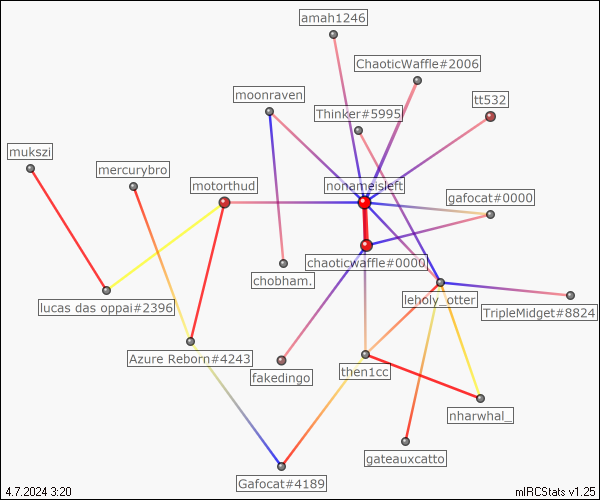 amah1246
ChaoticWaffle#2006
moonraven
tt532
Thinker#5995
mukszi
mercurybro
motorthud
nonameisleft
gafocat#0000
chaoticwaffle#0000
chobham.
leholy_otter
lucas das oppai#2396
TripleMidget#8824
Azure Reborn#4243
then1cc
fakedingo
nharwhal_
gateauxcatto
Gafocat#4189
4.7.2024 3:20
mIRCStats v1.25